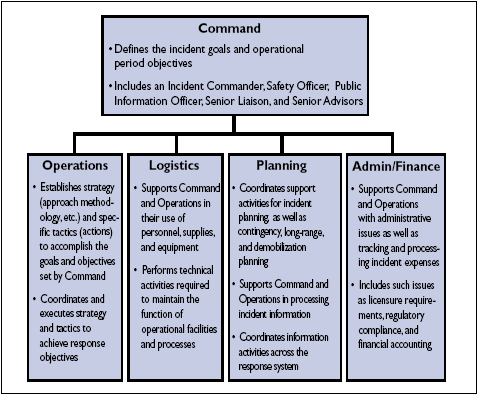 Command
• Defines the incident goals and operational
period objectives
• Includes an Incident Commander, Safety Officer, Public
Information Officer, Senior Liaison, and Senior Advisors
Operations
• Establishes strategy
(approach method-
ology, etc.) and spec-
ific tactics (actions)
to accomplish the
goals and objectives
set by Command
• Coordinates and
executes strategy
and tactics to
achieve response
objectives
Logistics
• Supports Command
and Operations in
their use of
personnel, supplies,
and equipment
• Performs technical
activities required
to maintain the
function of
operational facilities
and processes
Planning
• Coordinates support
activities for incident
planning, as well as
contingency, long-range,
and demobilization
planning
• Supports Command and
Operations in processing
incident information
• Coordinates information
activities across the
response system
Admin/Finance
• Supports Command
and Operations
with administrative
issues as well as
tracking and process-
ing incident expenses
• Includes such issues
as licensure require-
ments, regulatory
compliance, and
financial accounting